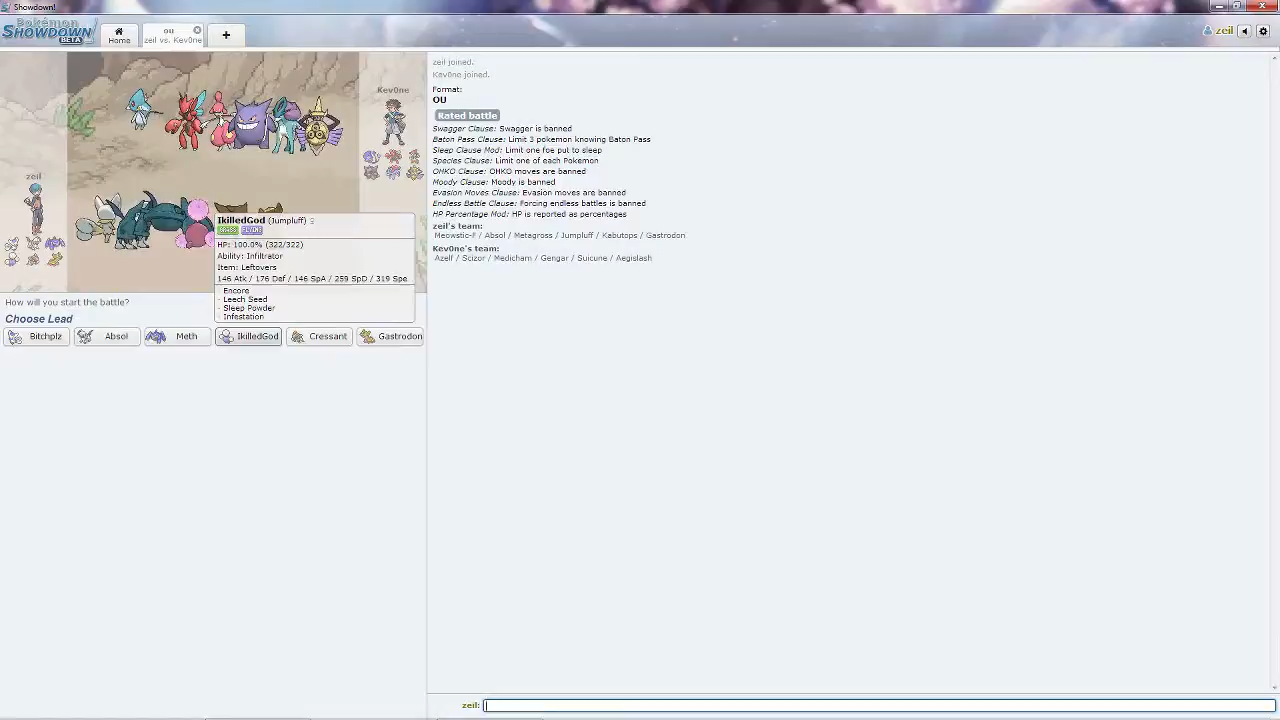 Showdown!
Pokémon
SHOWDOWN
BETA
Home
ou
zeil vs. Kev0ne
+
zeil
Kev0ne
zeil
IkilledGod (Jumpluff) ♀
GRASS FLYING
HP: 100.0% (322/322)
Ability: Infiltrator
Item: Leftovers
146 Atk / 176 Def / 146 SpA / 259 SpD / 319 Spe
Encore
- Leech Seed
- Sleep Powder
Infestation
How will you start the battle?
Choose Lead
Bitchplz
Absol
Meth
IkilledGod
Cressant
Gastrodon
zeil joined.
Kev0ne joined.
Format:
OU
Rated battle
Swagger Clause: Swagger is banned
Baton Pass Clause: Limit 3 pokemon knowing Baton Pass
Sleep Clause Mod: Limit one foe put to sleep
Species Clause: Limit one of each Pokemon
OHKO Clause: OHKO moves are banned
Moody Clause: Moody is banned
Evasion Moves Clause: Evasion moves are banned
Endless Battle Clause: Forcing endless battles is banned
HP Percentage Mod: HP is reported as percentages
zeil's team:
Meowstic-F / Absol / Metagross / Jumpluff / Kabutops / Gastrodon
Kev0ne's team:
Azelf / Scizor / Medicham / Gengar / Suicune / Aegislash
zeil: